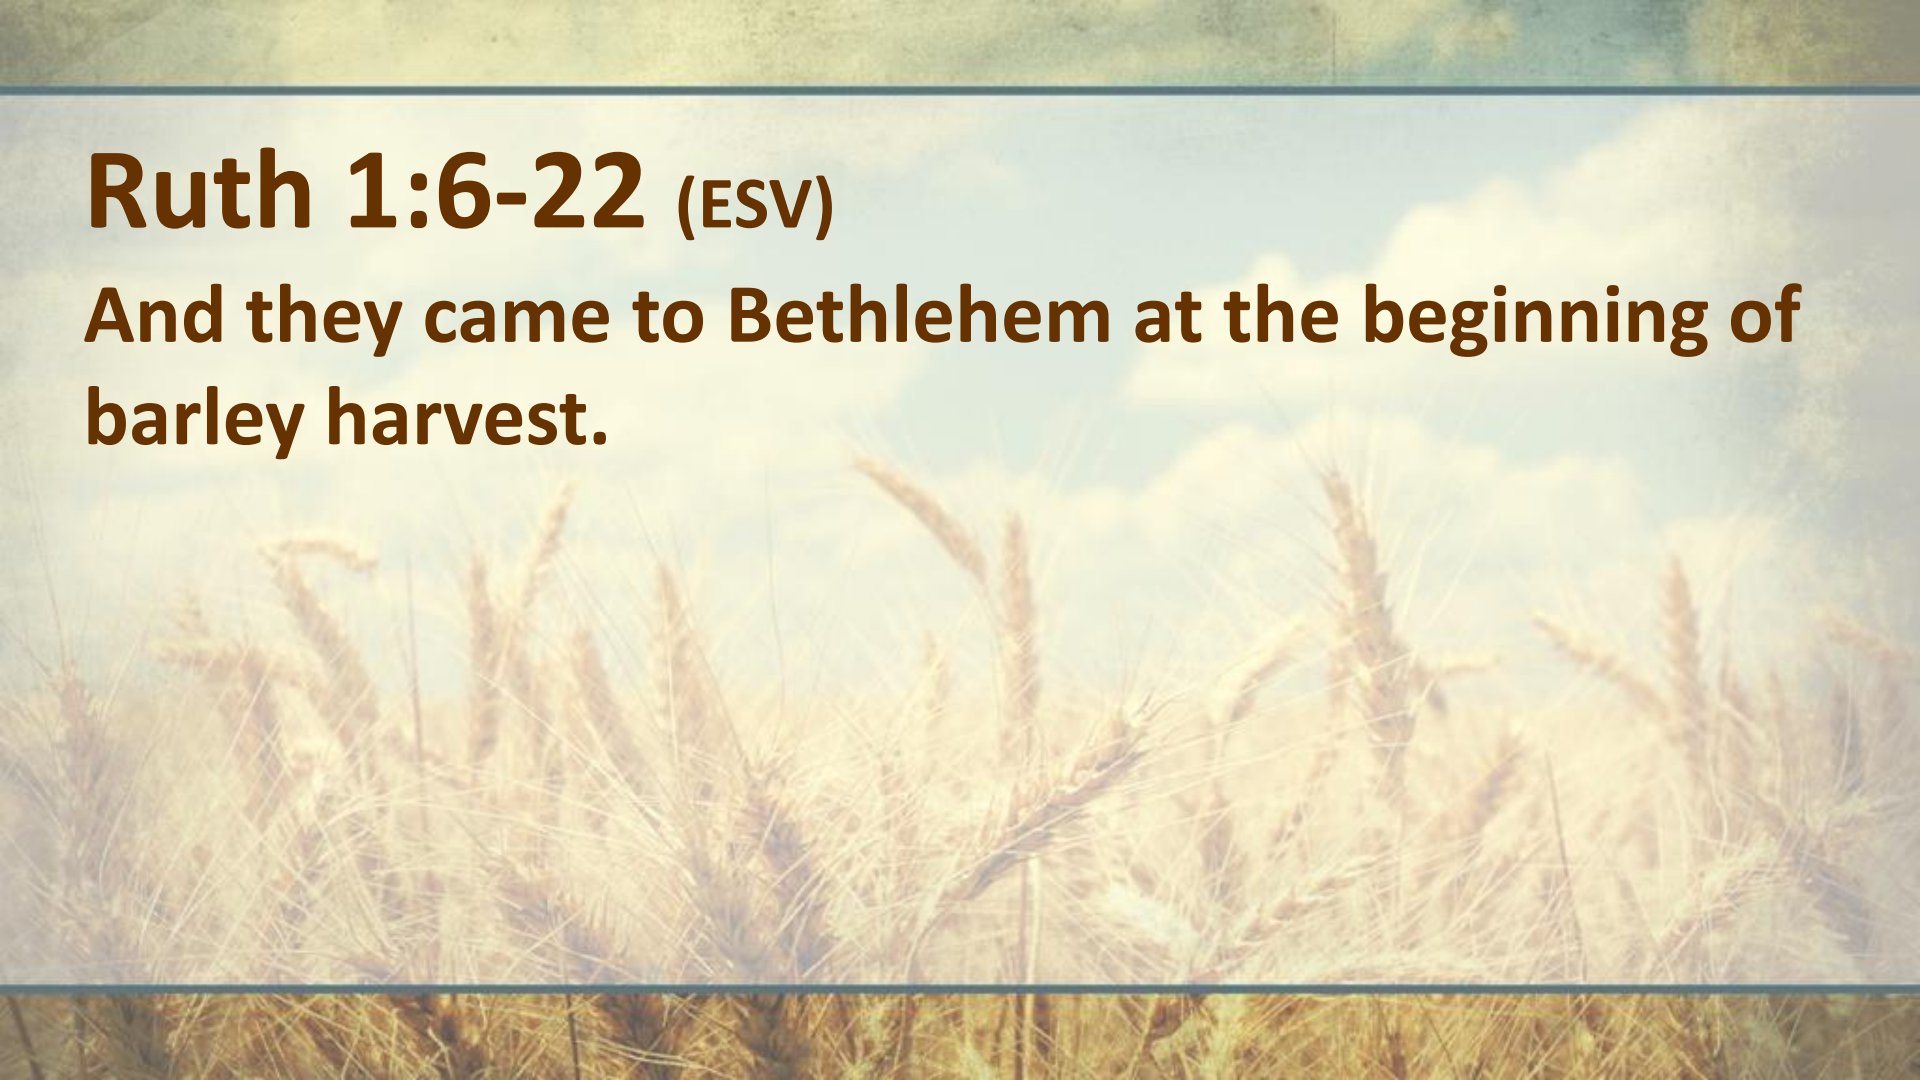 Ruth 1:6-22 (ESV)
And they came to Bethlehem at the beginning of
barley harvest.